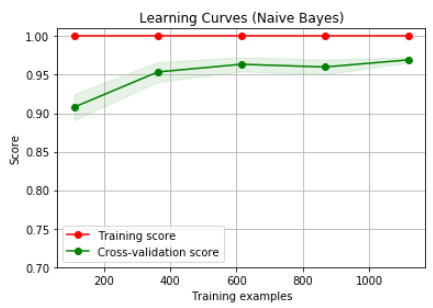 Learning Curves (Naive Bayes)
1.00
0.95
0.90
0.85
0.80
0.75
0.70
Score
Training score
Cross-validation score
200 400 600 800 1000
Training examples